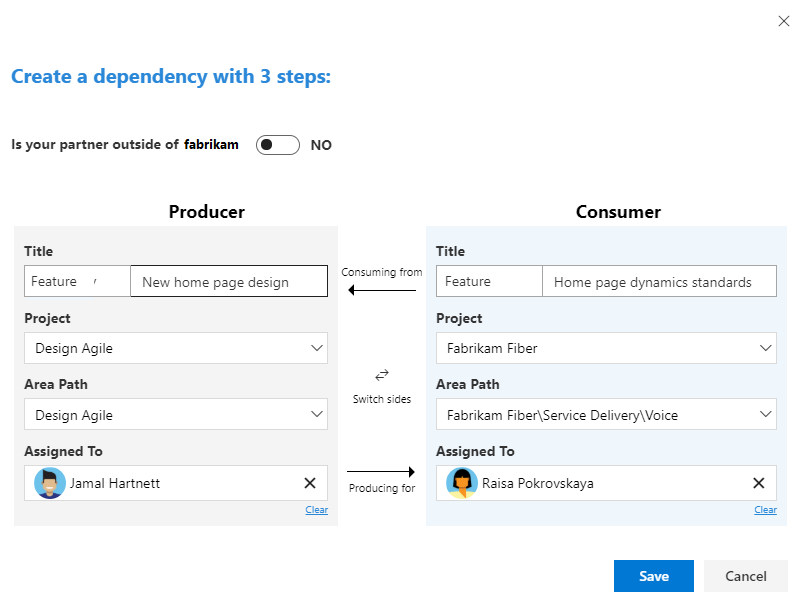 Create a dependency with 3 steps:
Is your partner outside of fabrikam NO
Producer
Consumer
Title
Feature New home page design
Project
Design Agile
Area Path
Design Agile
Assigned To
Jamal Hartnett
Clear
Consuming from
Switch sides
Producing for
Title
Feature Home page dynamics standards
Project
Fabrikam Fiber
Area Path
Fabrikam Fiber\Service Delivery\Voice
Assigned To
Raisa Pokrovskaya
Clear
Save
Cancel